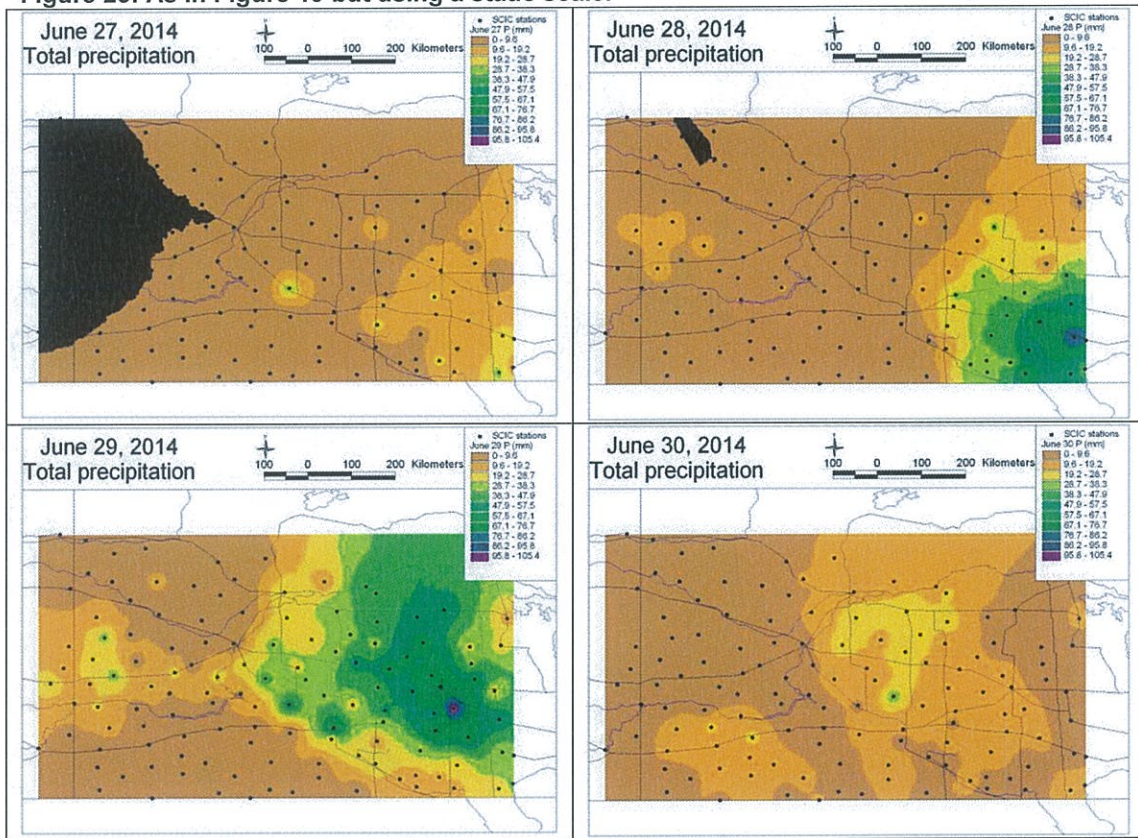 Figure As in Figure but using a scale.
June 27, 2014
Total precipitation
100 0 100 200 Kilometers
SCIC stations
June 27 P (mm)
0 - 9.6
9.6 - 19.2
19.2 - 28.7
28.7 - 38.3
38.3 - 47.9
47.9 - 57.5
57.5 - 67.1
67.1 - 76.7
76.7 - 86.2
86.2 - 95.8
95.8 - 105.4
June 28, 2014
Total precipitation
100 0 100 200 Kilometers
SCIC stations
June 28 P (mm)
0 - 9.6
9.6 - 19.2
19.2 - 28.7
28.7 - 38.3
38.3 - 47.9
47.9 - 57.5
57.5 - 67.1
67.1 - 76.7
76.7 - 86.2
86.2 - 95.8
95.8 - 105.4
June 29, 2014
Total precipitation
100 0 100 200 Kilometers
SCIC stations
June 29 P (mm)
0 - 9.6
9.6 - 19.2
19.2 - 28.7
28.7 - 38.3
38.3 - 47.9
47.9 - 57.5
57.5 - 67.1
67.1 - 76.7
76.7 - 86.2
86.2 - 95.8
95.8 - 105.4
June 30, 2014
Total precipitation
100 0 100 200 Kilometers
SCIC stations
June 30 P (mm)
0 - 9.6
9.6 - 19.2
19.2 - 28.7
28.7 - 38.3
38.3 - 47.9
47.9 - 57.5
57.5 - 67.1
67.1 - 76.7
76.7 - 86.2
86.2 - 95.8
95.8 - 105.4